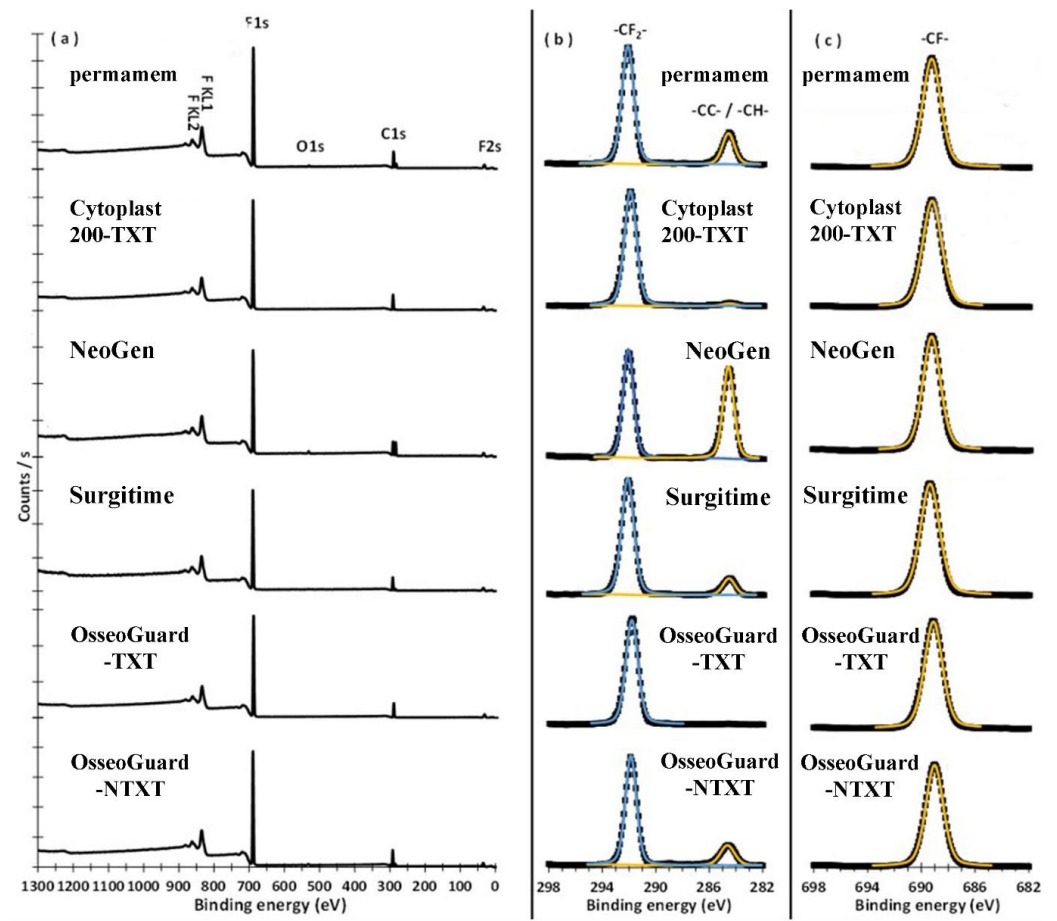 ( a )
F1s
permamem
F KL1
F KL2
O1s
C1s
F2s
Cytoplast
200-TXT
NeoGen
Surgitime
OsseoGuard
-TXT
OsseoGuard
-NTXT
Counts / s
1300 1200 1100 1000 900 800 700 600 500 400 300 200 100 0
Binding energy (eV)
( b )
-CF₂-
permamem
-CC- / -CH-
Cytoplast
200-TXT
NeoGen
Surgitime
OsseoGuard
-TXT
OsseoGuard
-NTXT
298 294 290 286 282
Binding energy (eV)
( c )
-CF-
permamem
Cytoplast
200-TXT
NeoGen
Surgitime
OsseoGuard
-TXT
OsseoGuard
-NTXT
698 694 690 686 682
Binding energy (eV)